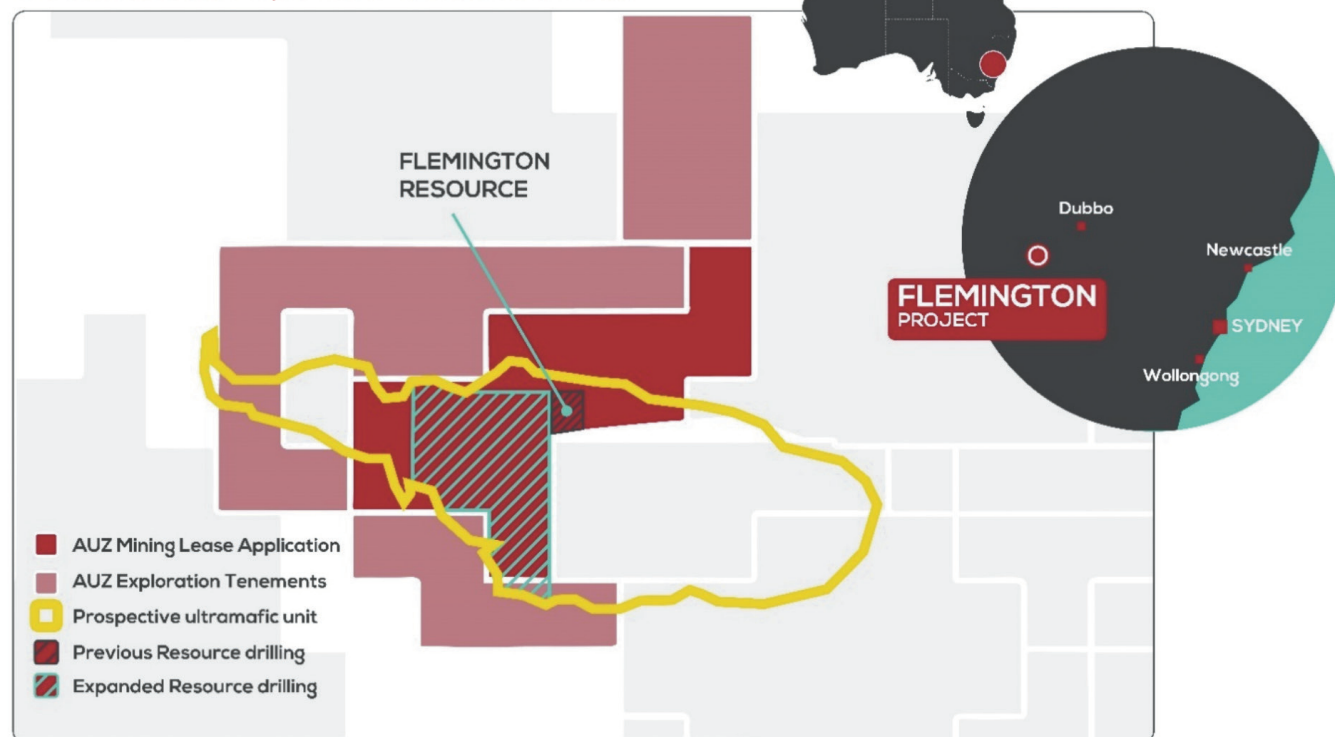 FLEMINGTON
RESOURCE
Dubbo
Newcastle
FLEMINGTON
PROJECT
SYDNEY
Wollongong
AUZ Mining Lease Application
AUZ Exploration Tenements
Prospective ultramafic unit
Previous Resource drilling
Expanded Resource drilling